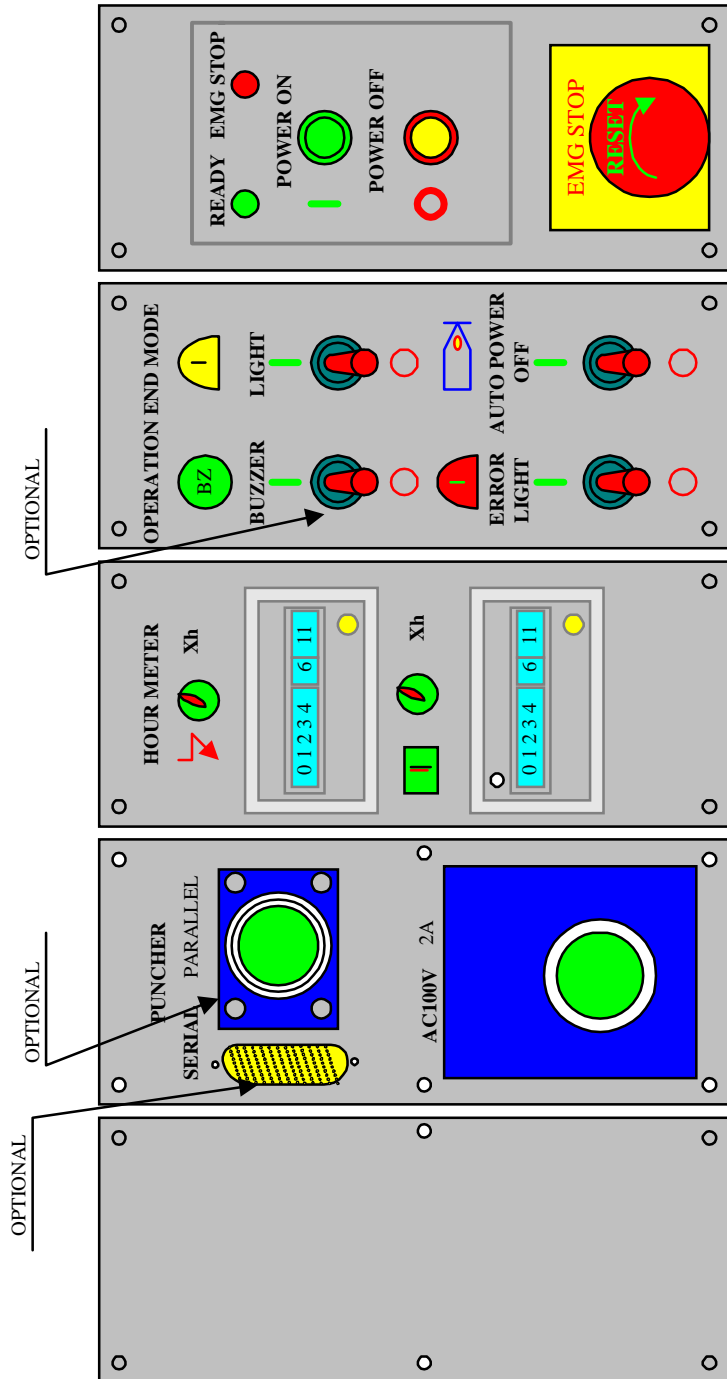 OPTIONAL
OPTIONAL
OPTIONAL
PUNCHER
SERIAL PARALLEL
AC100V 2A
HOUR METER
Xh
0 1 2 3 4 6 11
Xh
0 1 2 3 4 6 11
OPERATION END MODE
BZ
BUZZER LIGHT
ERROR
LIGHT
AUTO POWER
OFF
READY EMG STOP
POWER ON
POWER OFF
EMG STOP
RESET